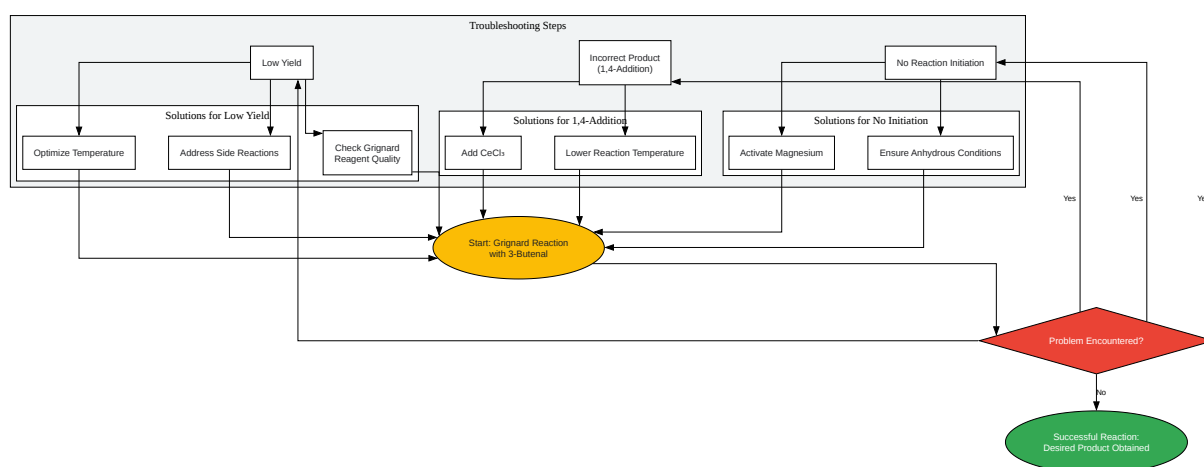 Troubleshooting Steps
Low Yield
Incorrect Product
(1,4-Addition)
No Reaction Initiation
Solutions for Low Yield
Solutions for 1,4-Addition
Solutions for No Initiation
Optimize Temperature
Address Side Reactions
Check Grignard
Reagent Quality
Add CeCl₃
Lower Reaction Temperature
Activate Magnesium
Ensure Anhydrous Conditions
Yes
Yes
Start: Grignard Reaction
with 3-Butenal
Problem Encountered?
No
Successful Reaction:
Desired Product Obtained